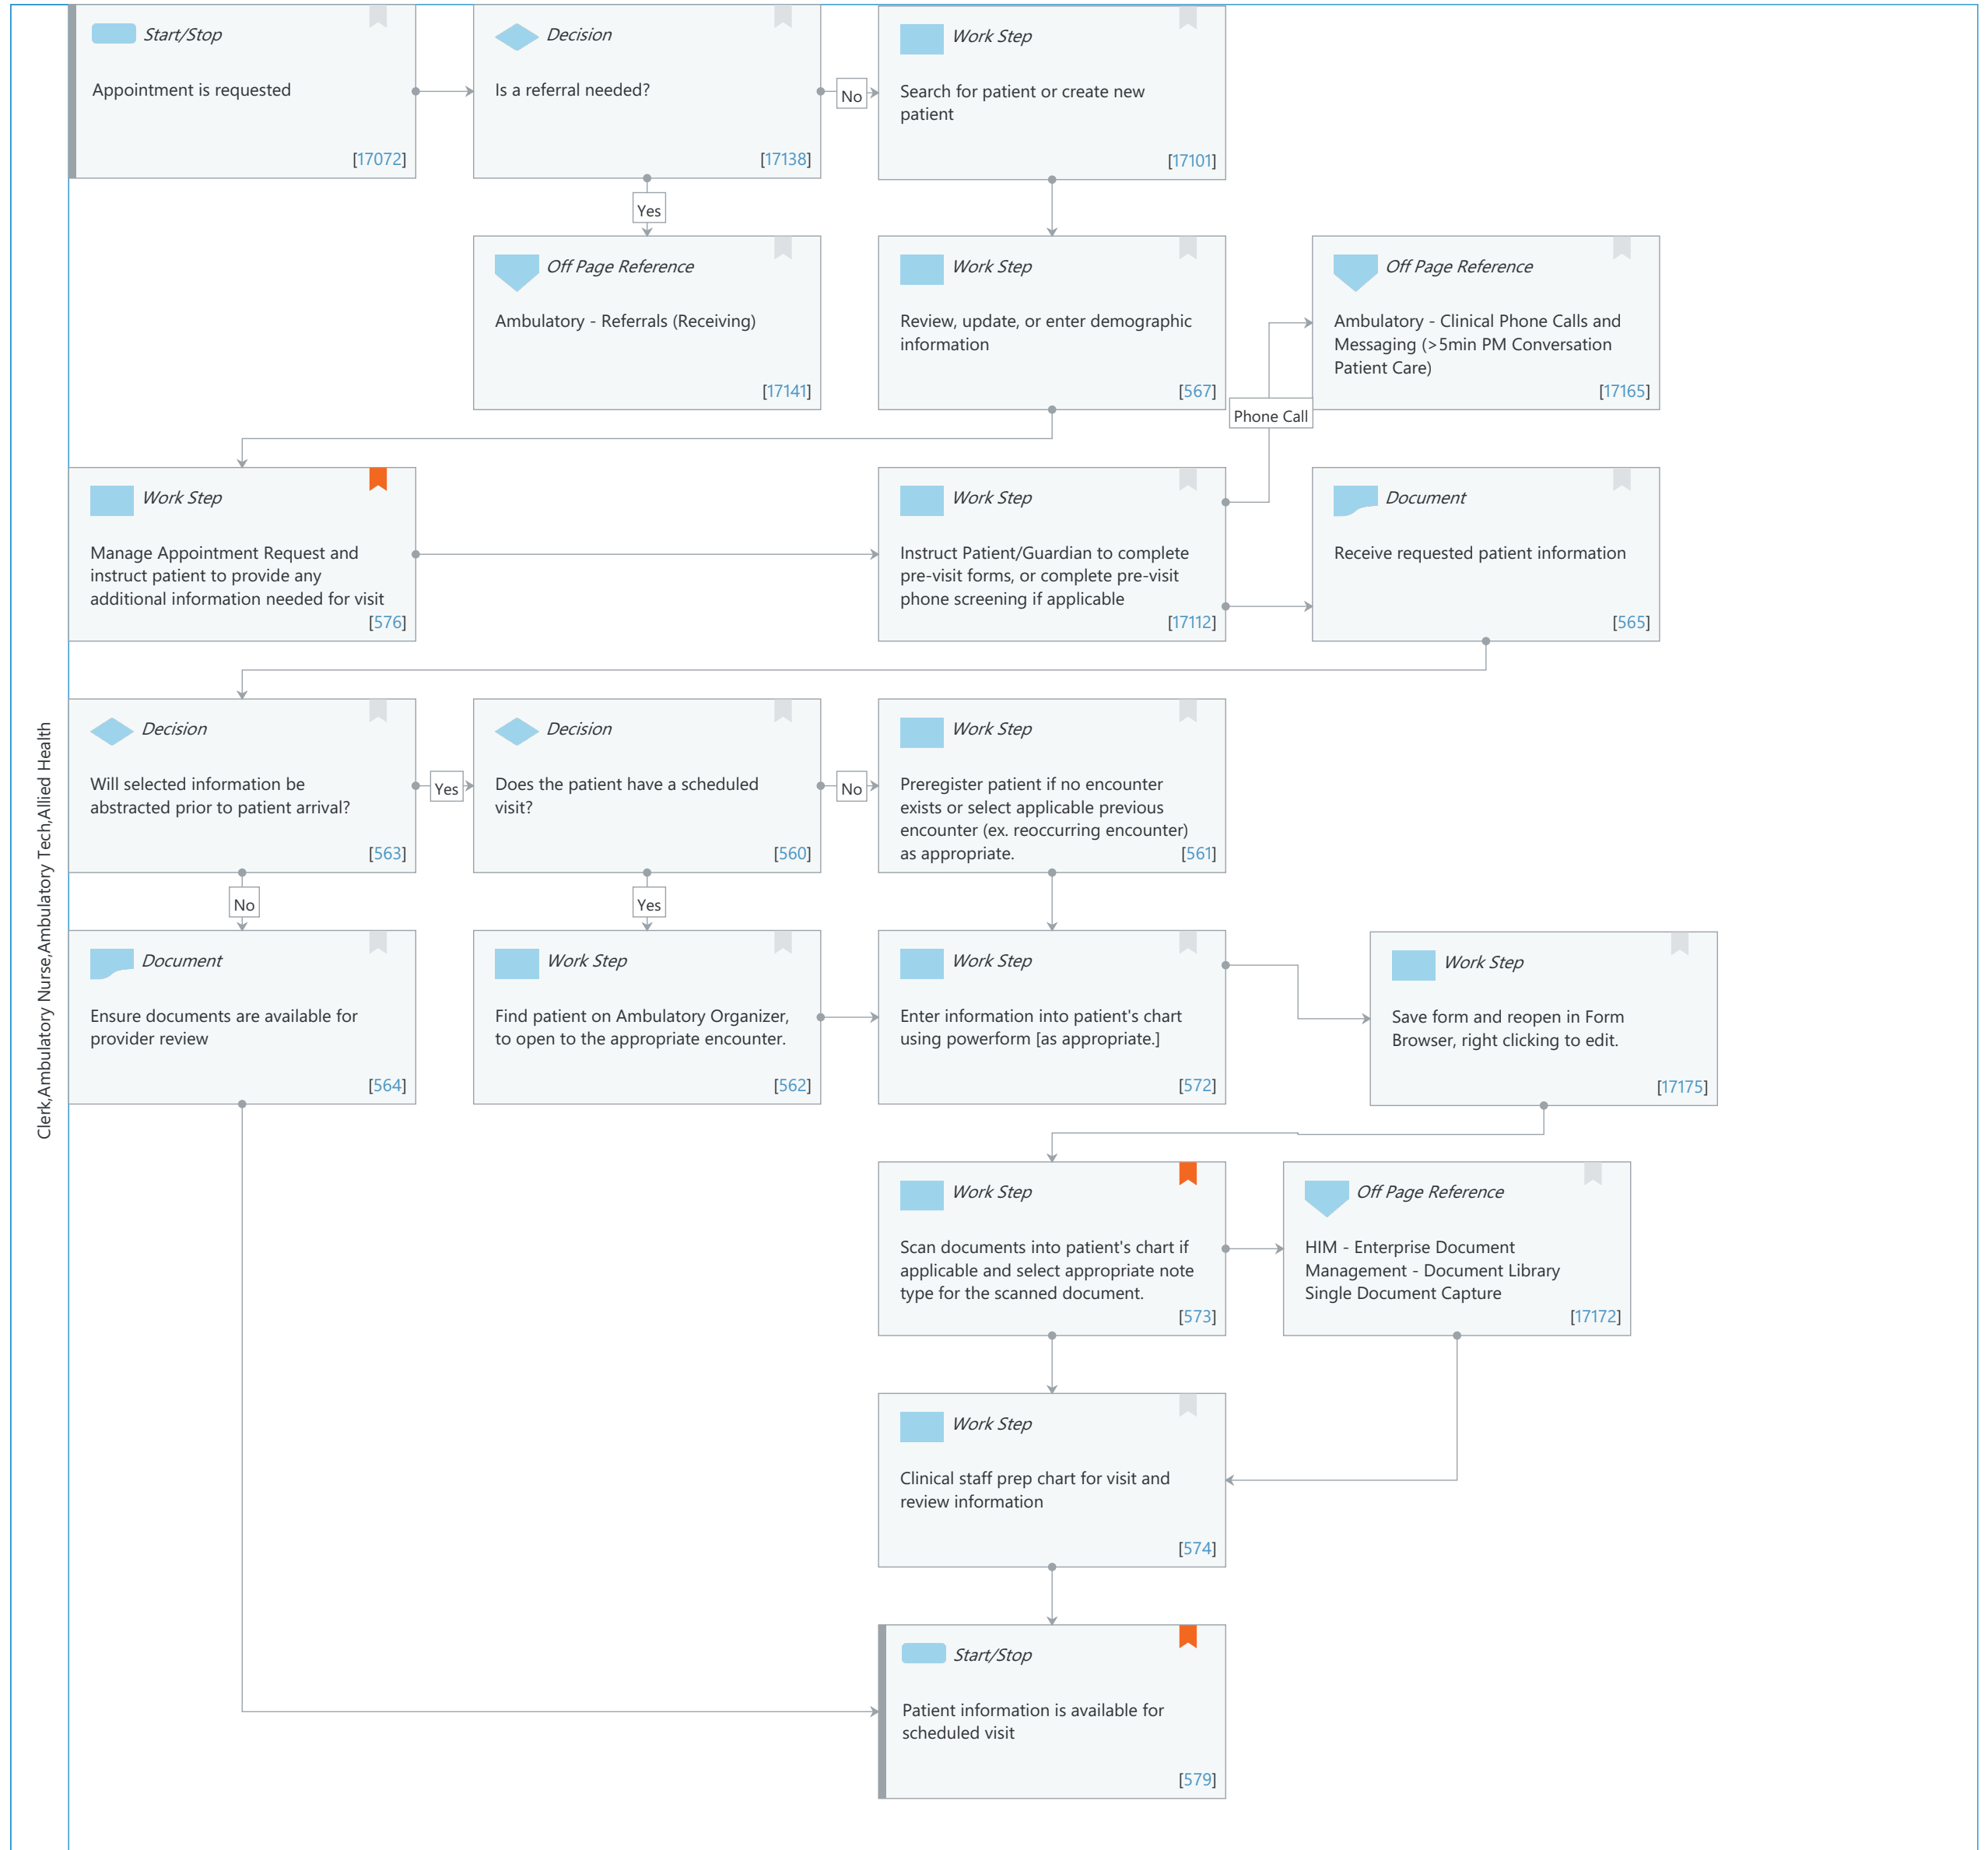 Clerk,Ambulatory Nurse,Ambulatory Tech,Allied Health
Start/Stop
Appointment is requested
[17072]
Decision
Is a referral needed?
[17138]
No
Work Step
Search for patient or create new
patient
[17101]
Yes
Off Page Reference
Ambulatory - Referrals (Receiving)
[17141]
Work Step
Review, update, or enter demographic
information
[567]
Off Page Reference
Ambulatory - Clinical Phone Calls and
Messaging (>5min PM Conversation
Patient Care)
[17165]
Phone Call
Work Step
Manage Appointment Request and
instruct patient to provide any
additional information needed for visit
[576]
Work Step
Instruct Patient/Guardian to complete
pre-visit forms, or complete pre-visit
phone screening if applicable
[17112]
Document
Receive requested patient information
[565]
Decision
Will selected information be
abstracted prior to patient arrival?
[563]
Yes
Decision
Does the patient have a scheduled
visit?
[560]
No
Work Step
Preregister patient if no encounter
exists or select applicable previous
encounter (ex. reoccurring encounter)
as appropriate.
[561]
No
Yes
Document
Ensure documents are available for
provider review
[564]
Work Step
Find patient on Ambulatory Organizer,
to open to the appropriate encounter.
[562]
Work Step
Enter information into patient's chart
using powerform [as appropriate.]
[572]
Work Step
Save form and reopen in Form
Browser, right clicking to edit.
[17175]
Work Step
Scan documents into patient's chart if
applicable and select appropriate note
type for the scanned document.
[573]
Off Page Reference
HIM - Enterprise Document
Management - Document Library
Single Document Capture
[17172]
Work Step
Clinical staff prep chart for visit and
review information
[574]
Start/Stop
Patient information is available for
scheduled visit
[579]